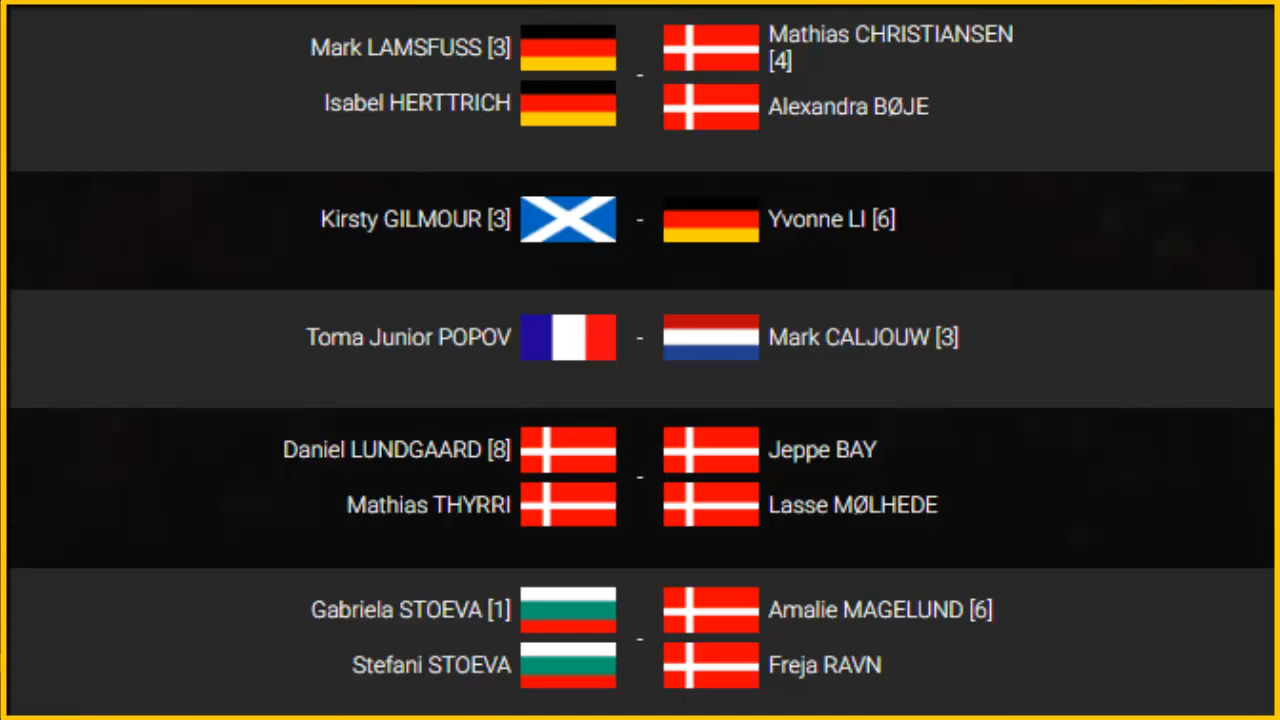 Mark LAMSFUSS [3]
Isabel HERTTRICH
-
Mathias CHRISTIANSEN
[4]
Alexandra BØJE
Kirsty GILMOUR [3] - Yvonne LI [6]
Toma Junior POPOV - Mark CALJOUW [3]
Daniel LUNDGAARD [8]
Mathias THYRRI
-
Jeppe BAY
Lasse MØLHEDE
Gabriela STOEVA [1]
Stefani STOEVA
-
Amalie MAGELUND [6]
Freja RAVN